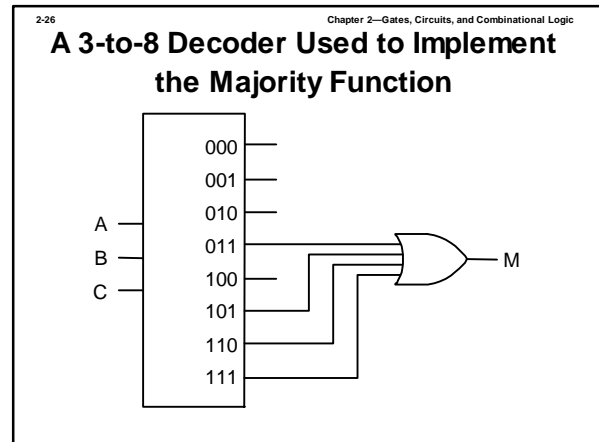 2-26 Chapter 2—Gates, Circuits, and Combinational Logic
A 3-to-8 Decoder Used to Implement
the Majority Function
000
001
010
A
011
B
M
100
C
101
110
111